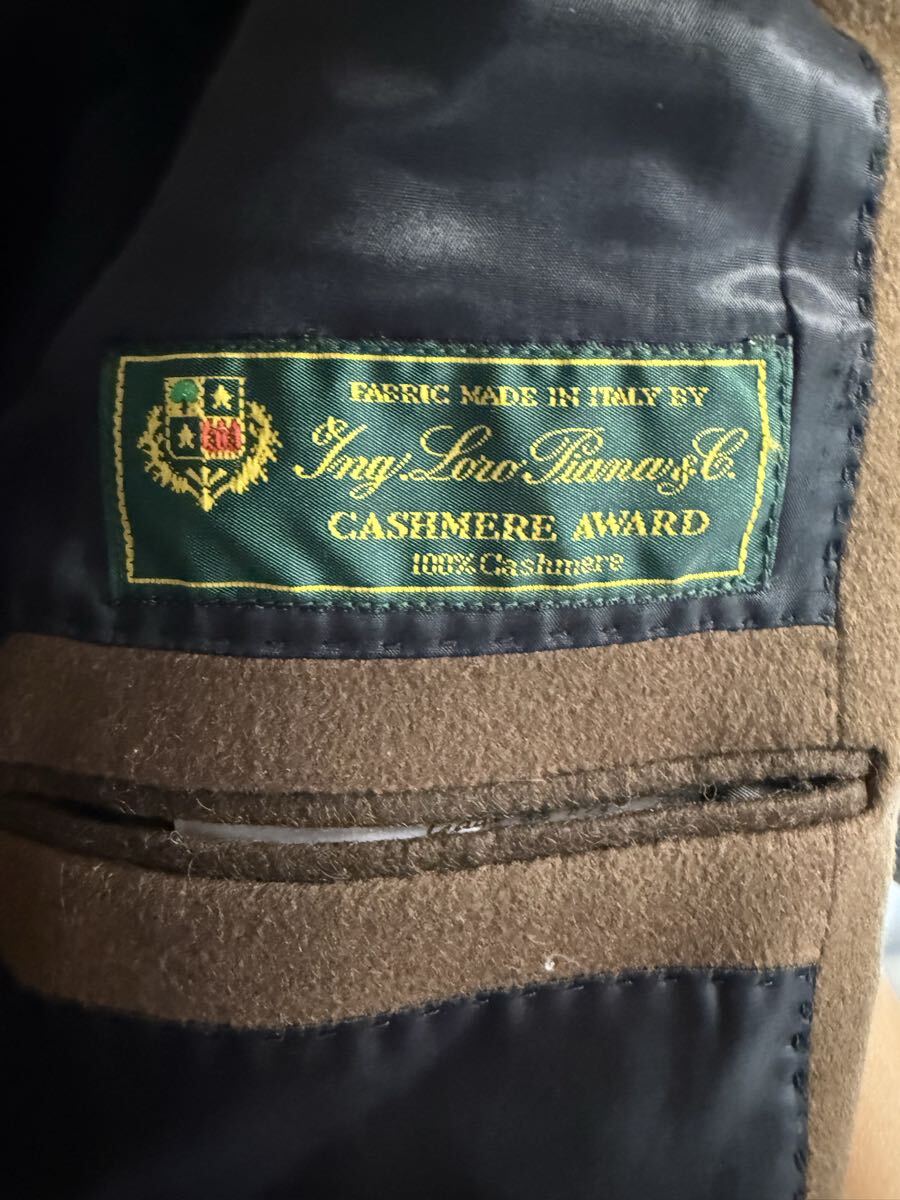 FABRIC MADE IN ITALY BY
Ing. Loro Piana & C.
CASHMERE AWARD
100% Cashmere